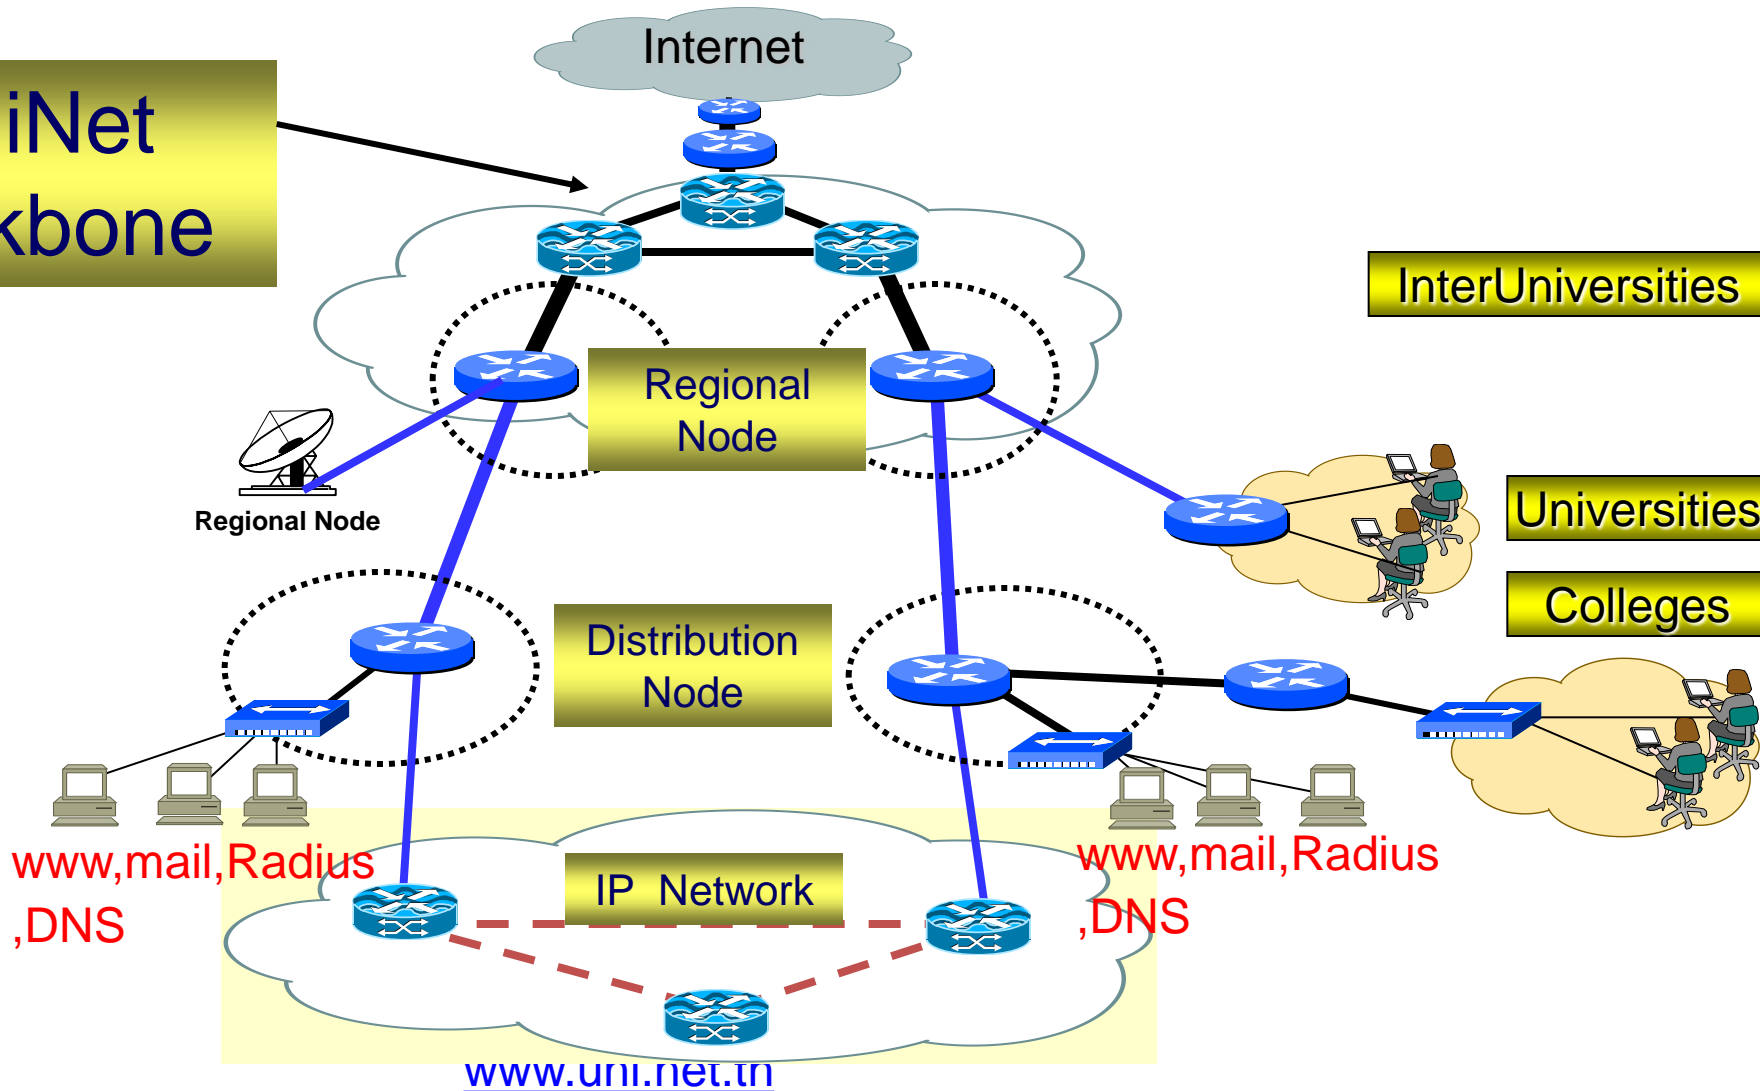 Internet
iNet
kbone
InterUniversities
Regional
Node
Regional Node
Universities
Colleges
Distribution
Node
www,mail,Radius
,DNS
IP Network
www,mail,Radius
,DNS
www.uni.net.th